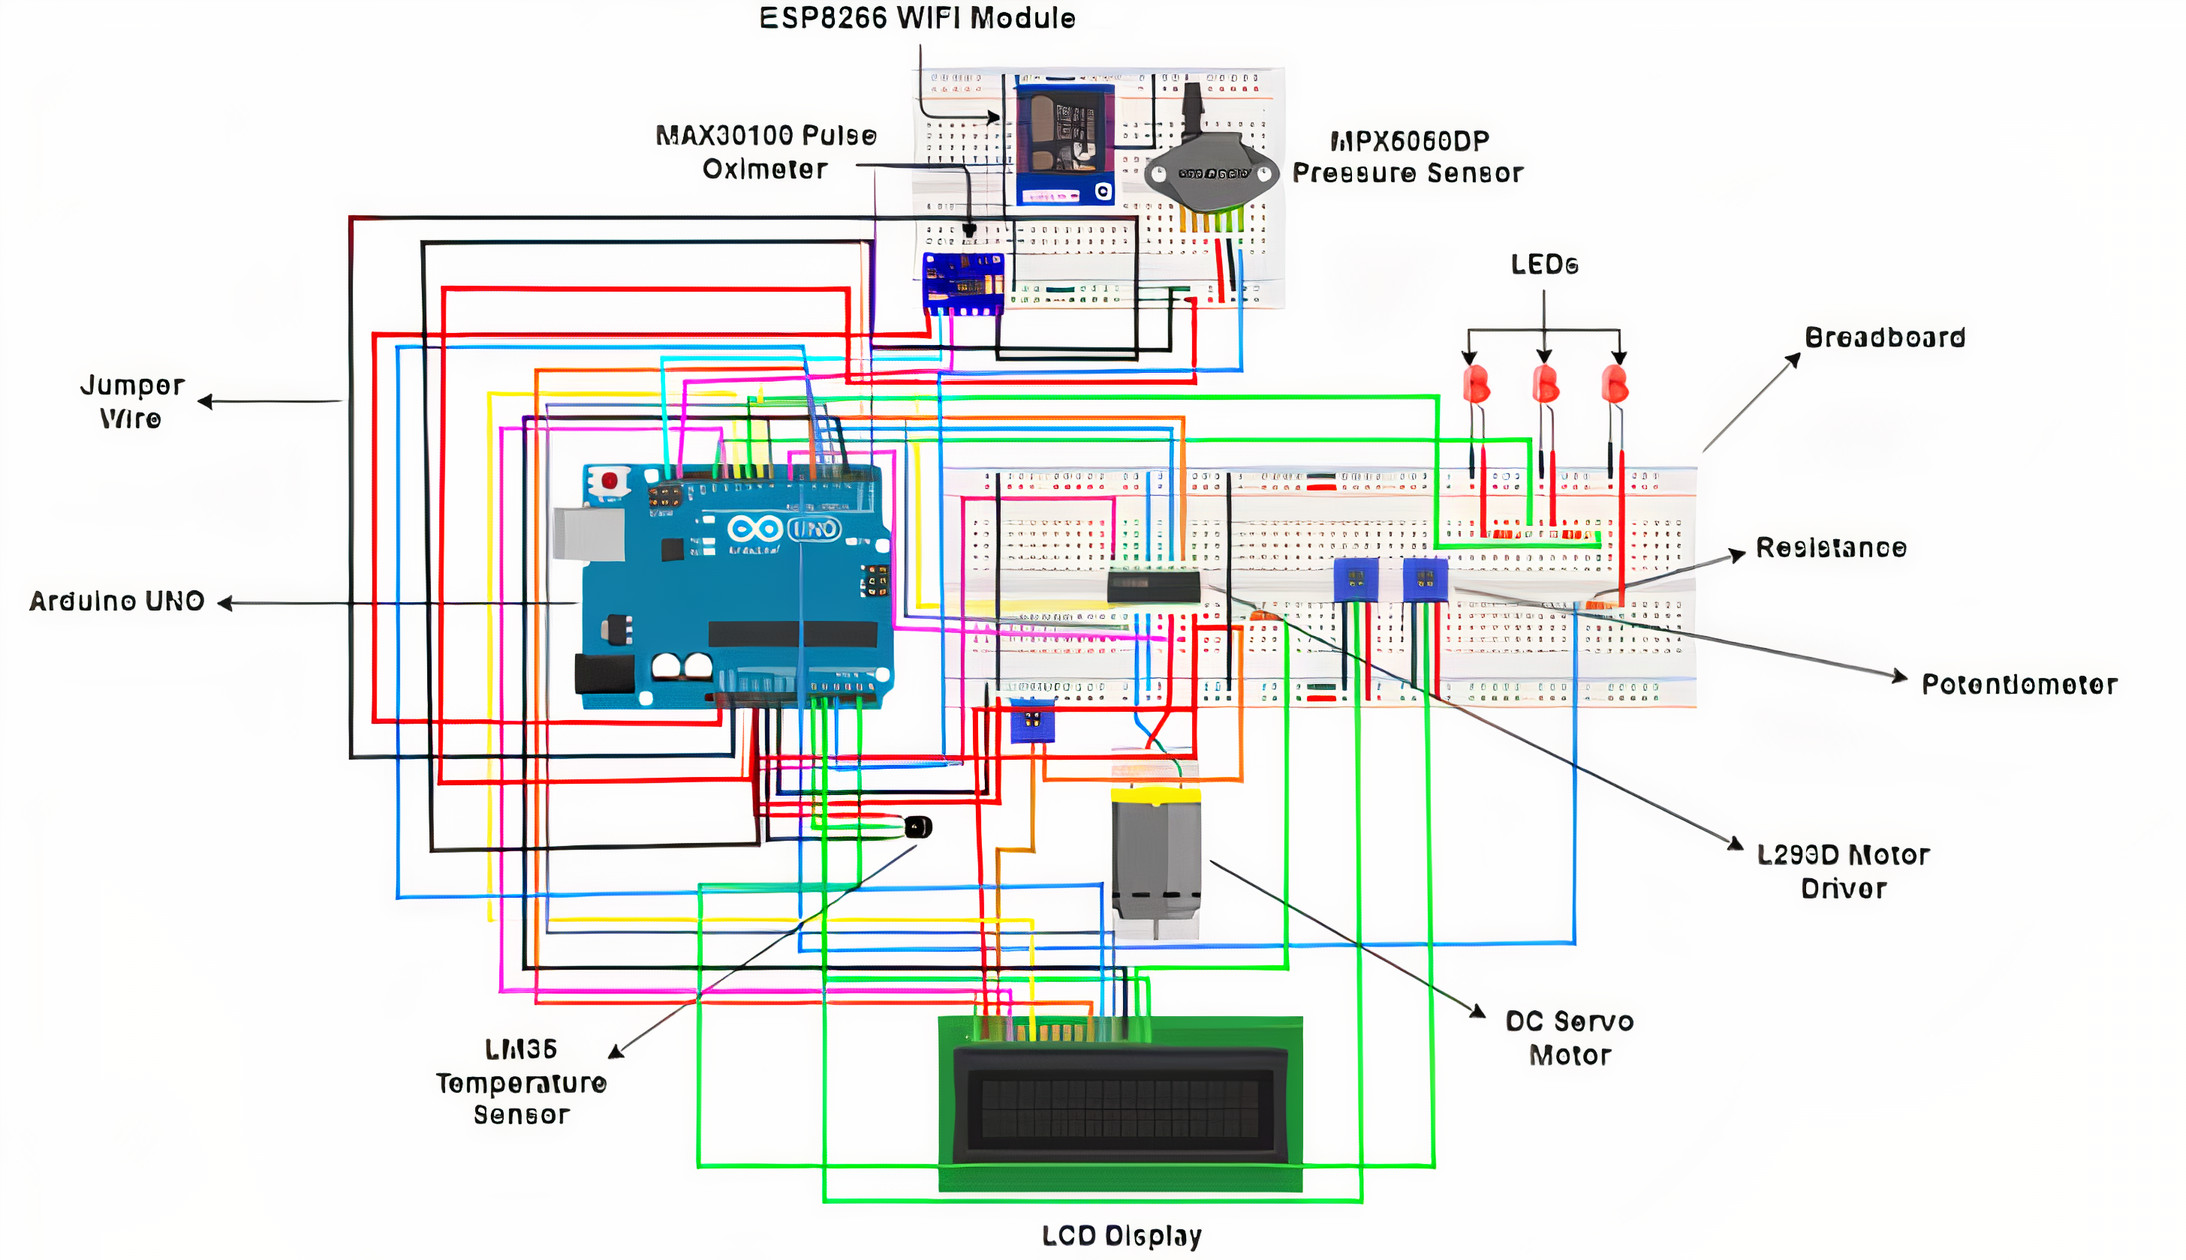 ESP8266 WIFI Module
MAX30100 Pulse
Oximeter
MPX5050DP
Pressure Sensor
LEDs
Breadboard
Jumper
Wire
UNO
Resistance
Arduino UNO
Potentiometer
L293D Motor
Driver
DC Servo
Motor
LM35
Temperature
Sensor
LCD Display